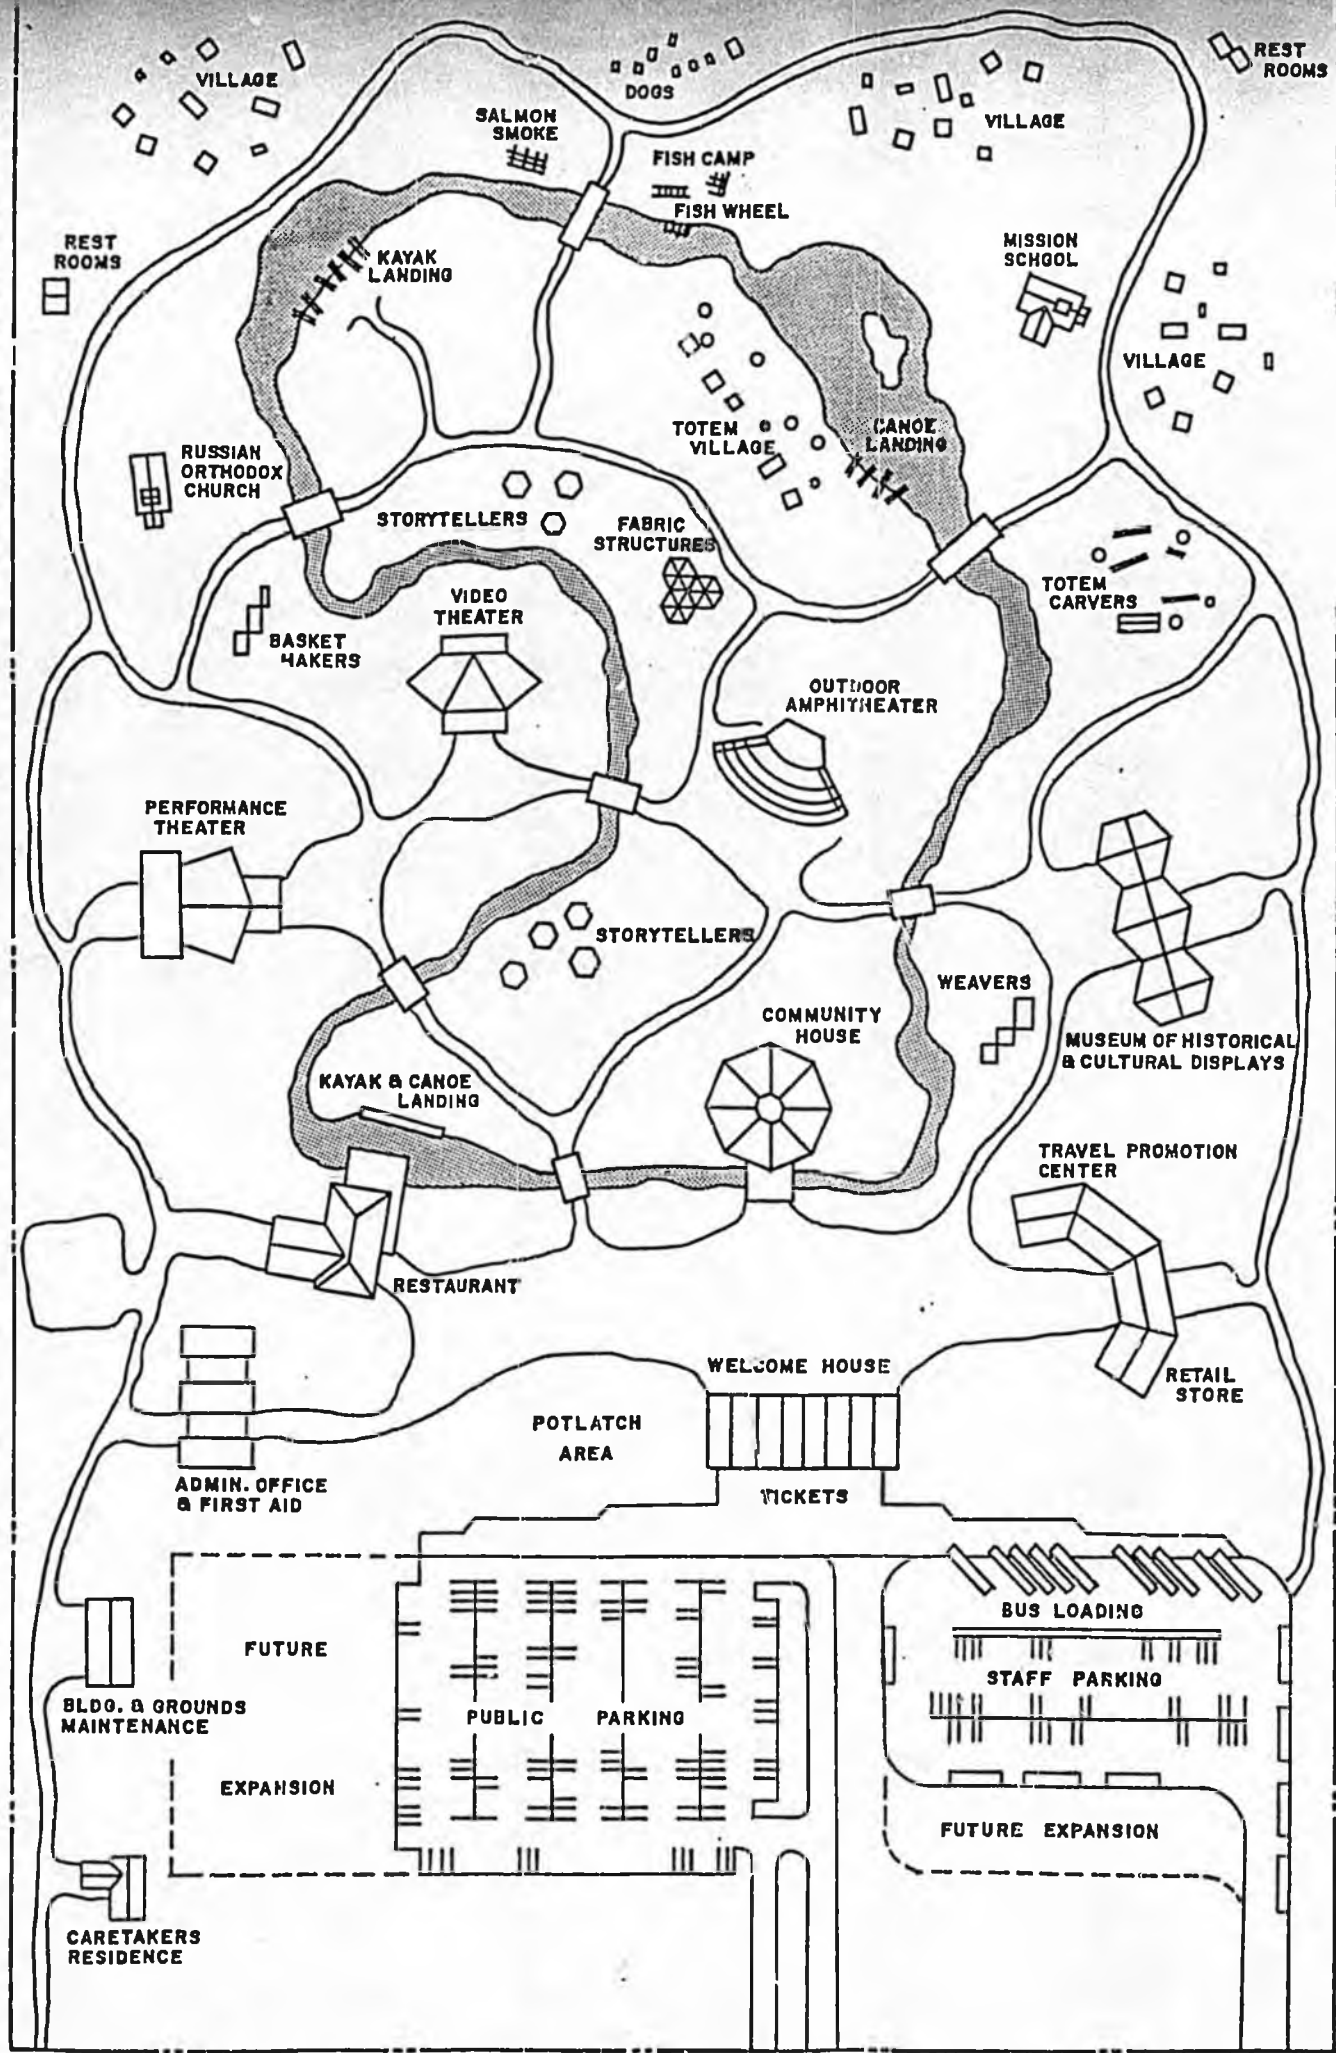 VILLAGE
DOGS
REST
ROOMS
SALMON
SMOKE
VILLAGE
FISH CAMP
FISH WHEEL
REST
ROOMS
KAYAK
LANDING
MISSION
SCHOOL
VILLAGE
TOTEM
VILLAGE
CANOE
LANDING
RUSSIAN
ORTHODOX
CHURCH
STORYTELLERS
FABRIC
STRUCTURES
TOTEM
CARVERS
VIDEO
THEATER
BASKET
MAKERS
OUTDOOR
AMPHITHEATER
PERFORMANCE
THEATER
STORYTELLERS
WEAVERS
COMMUNITY
HOUSE
MUSEUM OF HISTORICAL
& CULTURAL DISPLAYS
KAYAK & CANOE
LANDING
TRAVEL PROMOTION
CENTER
RESTAURANT
WELCOME HOUSE
RETAIL
STORE
POTLATCH
AREA
ADMIN. OFFICE
& FIRST AID
TICKETS
BUS LOADING
FUTURE
STAFF PARKING
BLDG. & GROUNDS
MAINTENANCE
PUBLIC PARKING
EXPANSION
FUTURE EXPANSION
CARETAKERS
RESIDENCE